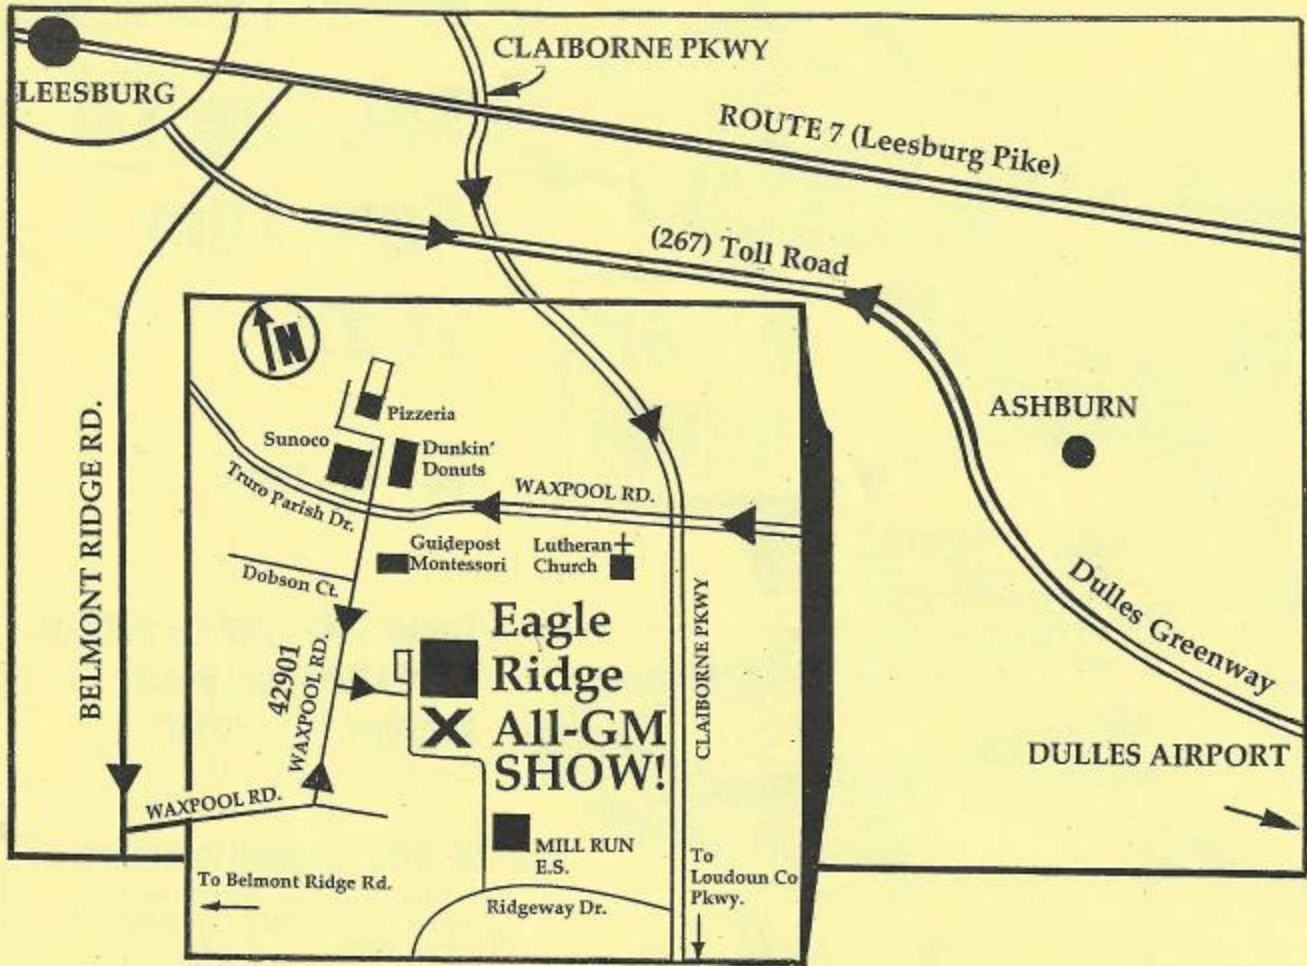 CLAIBORNE PKWY
LEESBURG
ROUTE 7 (Leesburg Pike)
(267) Toll Road
N
Pizzeria
Sunoco
Dunkin'
Donuts
ASHBURN
BELMONT RIDGE RD.
Truro Parish Dr.
WAXPOOL RD.
Guidepost
Montessori
Lutheran
Church
Dobson Ct.
Dulles Greenway
Eagle
Ridge
X All-GM
SHOW!
42901
WAXPOOL RD.
CLAIBORNE PKWY
DULLES AIRPORT
WAXPOOL RD.
MILL RUN
E.S.
To
Loudoun Co
Pkwy.
To Belmont Ridge Rd.
Ridgeway Dr.